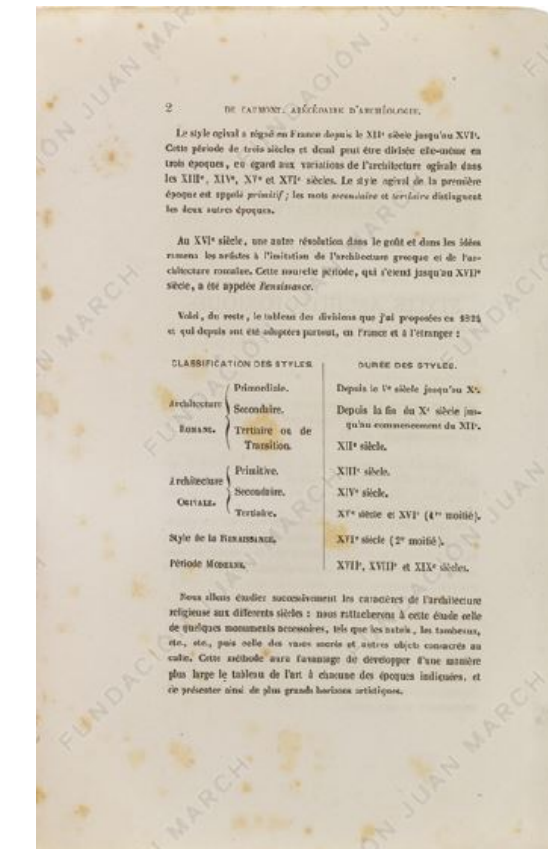 2 DE CAUMONT. ABÉCÉDAIRE D'ARCHÉOLOGIE.
Le style ogival a régné en France depuis le XIIe siècle jusqu'au XVIe.
Cette période de trois siècles et demi peut être divisée elle-même en
trois époques, eu égard aux variations de l'architecture ogivale dans
les XIIIe, XIVe, XVe et XVIe siècles. Le style ogival de la première
époque est appelé primitif ; les mots secondaire et tertiaire distinguent
les deux autres époques.
Au XVIe siècle, une autre révolution dans le goût et dans les idées
ramena les artistes à l'imitation de l'architecture grecque et de l'ar-
chitecture romaine. Cette nouvelle période, qui s'étend jusqu'au XVIIe
siècle, a été appelée Renaissance.
Voici, du reste, le tableau des divisions que j'ai proposées en 1824
et qui depuis ont été adoptées partout, en France et à l'étranger :
CLASSIFICATION DES STYLES. DURÉE DES STYLES.
Architecture ROMANE.
Primordiale. Depuis le Ve siècle jusqu'au Xe.
Secondaire. Depuis la fin du Xe siècle jus-
qu'au commencement du XIIe.
Tertiaire ou de
Transition. XIIe siècle.
Architecture OGIVALE.
Primitive. XIIIe siècle.
Secondaire. XIVe siècle.
Tertiaire. XVe siècle et XVIe (1re moitié).
Style de la RENAISSANCE. XVIe siècle (2e moitié).
Période MODERNE. XVIIe, XVIIIe et XIXe siècles.
Nous allons étudier successivement les caractères de l'architecture
religieuse aux différents siècles : nous rattacherons à cette étude celle
de quelques monuments accessoires, tels que les autels, les tombeaux,
etc., etc., puis celle des vases sacrés et autres objets consacrés au
culte. Cette méthode aura l'avantage de développer d'une manière
plus large le tableau de l'art à chacune des époques indiquées, et
de présenter ainsi de plus grands horizons artistiques.
FUNDACIÓN JUAN MARCH